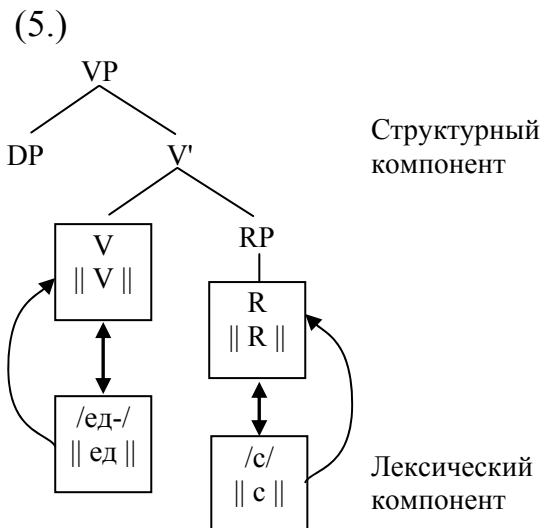 (5.)
VP
DP
V'
Структурный
компонент
V
|| V ||
RP
R
|| R ||
/ед-/
|| ед ||
/с/
|| с ||
Лексический
компонент